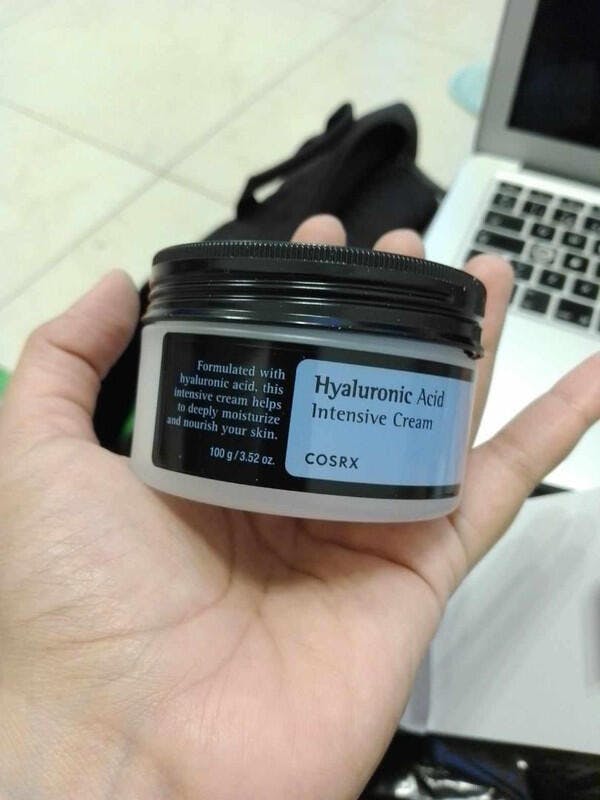 Formulated with
hyaluronic acid, this
intensive cream helps
to deeply moisturize
and nourish your skin.
100 g / 3.52 oz.
Hyaluronic Acid
Intensive Cream
COSRX